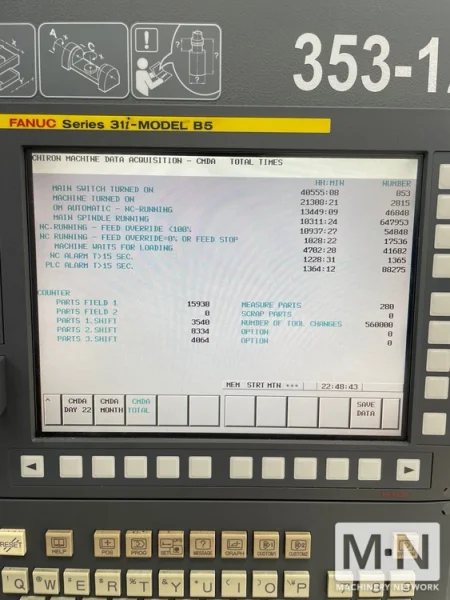 A C
!
? ?
?
353-1
FANUC Series 31i-MODEL B5
CHIRON MACHINE DATA ACQUISITION - CMDA TOTAL TIMES
HH:MM NUMBER
MAIN SWITCH TURNED ON 40555:08 853
MACHINE TURNED ON 21308:21 2815
OM AUTOMATIC - NC-RUNNING 13449:09 46848
MAIN SPINDLE RUNNING 10311:24 647953
NC.RUNNING - FEED OVERRIDE <100% 10937:27 54848
NC RUNNING - FEED OVERRIDE=0% OR FEED STOP 1028:22 17536
MACHINE WAITS FOR LOADING 4702:28 41682
NC ALARM T>15 SEC. 1228:31 1365
PLC ALARM T>15 SEC. 1364:12 88275
COUNTER
PARTS FIELD 1 15938 MEASURE PARTS 280
PARTS FIELD 2 0 SCRAP PARTS 0
PARTS 1.SHIFT 3540 NUMBER OF TOOL CHANGES 560000
PARTS 2.SHIFT 8334 OPTION 0
PARTS 3.SHIFT 4064 OPTION 0
MEM STRT MTN *** 22:48:43
^ CMDA DAY 22 CMDA MONTH CMDA TOTAL SAVE DATA
RESET HELP POS PROG MESSAGE GRAPH CUSTOM1 CUSTOM2
Q W E R T Y U I O P
M·N
MACHINERY NETWORK